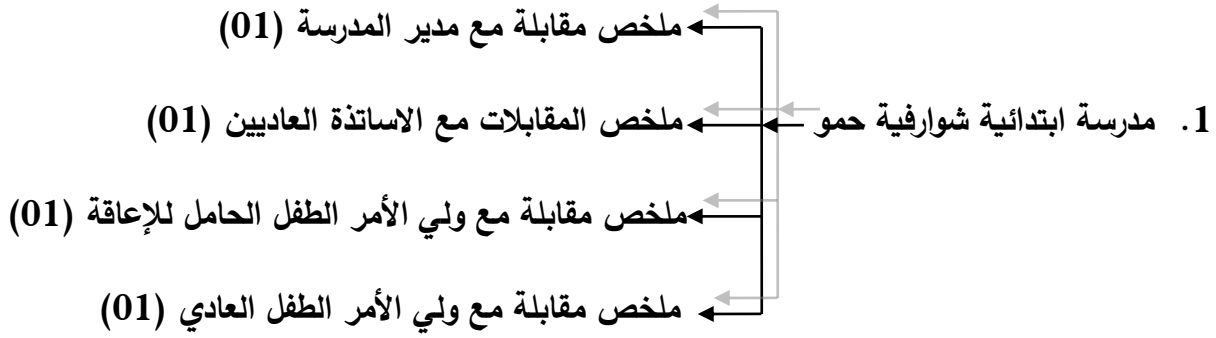 ملخص مقابلة مع مدير المدرسة (01)
1. مدرسة ابتدائية شوارفية حمو
ملخص المقابلات مع الاساتذة العاديين (01)
ملخص مقابلة مع ولي الأمر الطفل الحامل للإعاقة (01)
ملخص مقابلة مع ولي الأمر الطفل العادي (01)